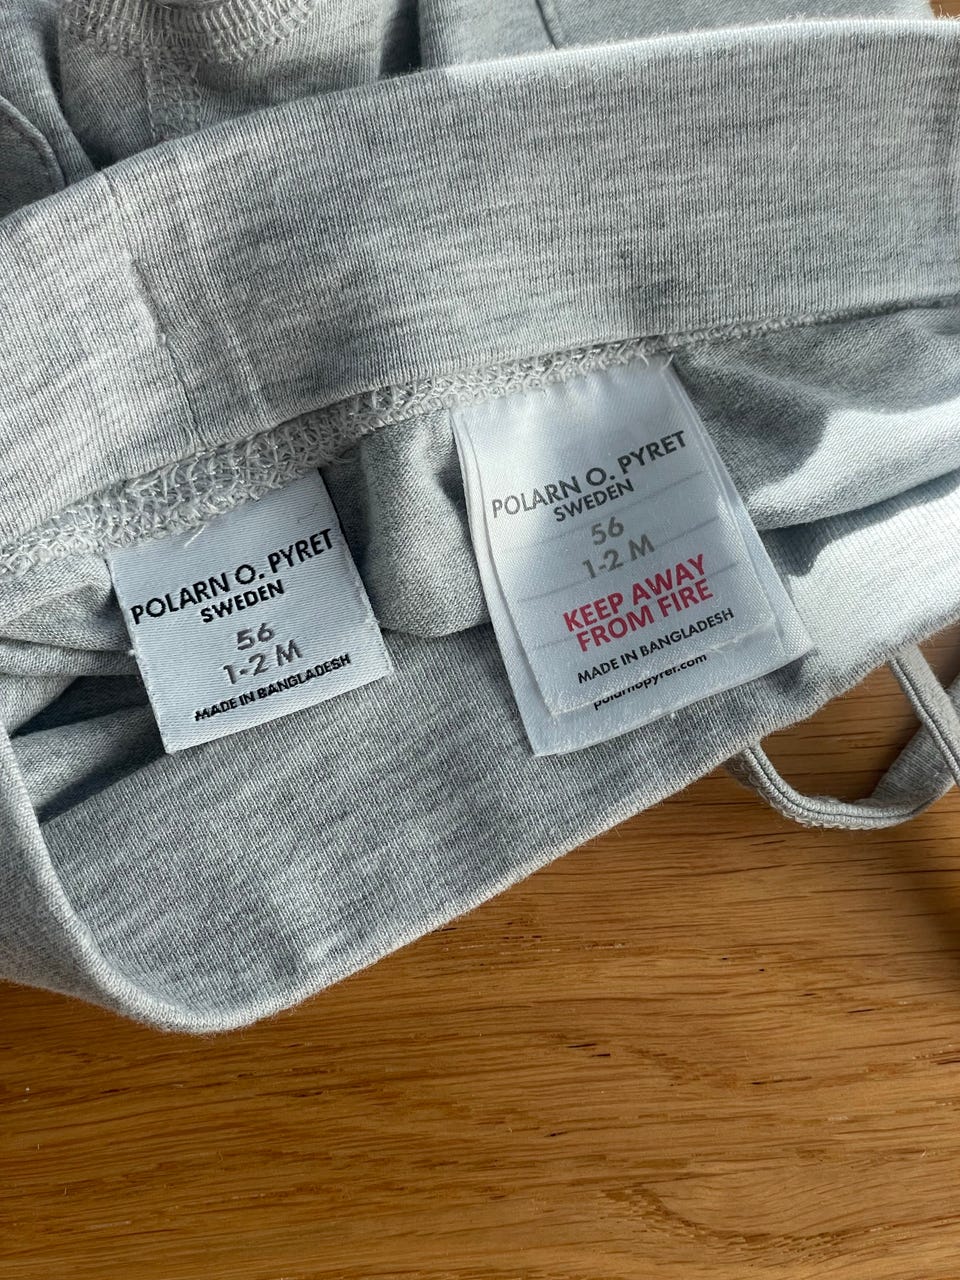 POLARN O. PYRET
SWEDEN
56
1-2 M
MADE IN BANGLADESH
POLARN O. PYRET
SWEDEN
56
1-2 M
KEEP AWAY
FROM FIRE
MADE IN BANGLADESH
polarnopyret.com